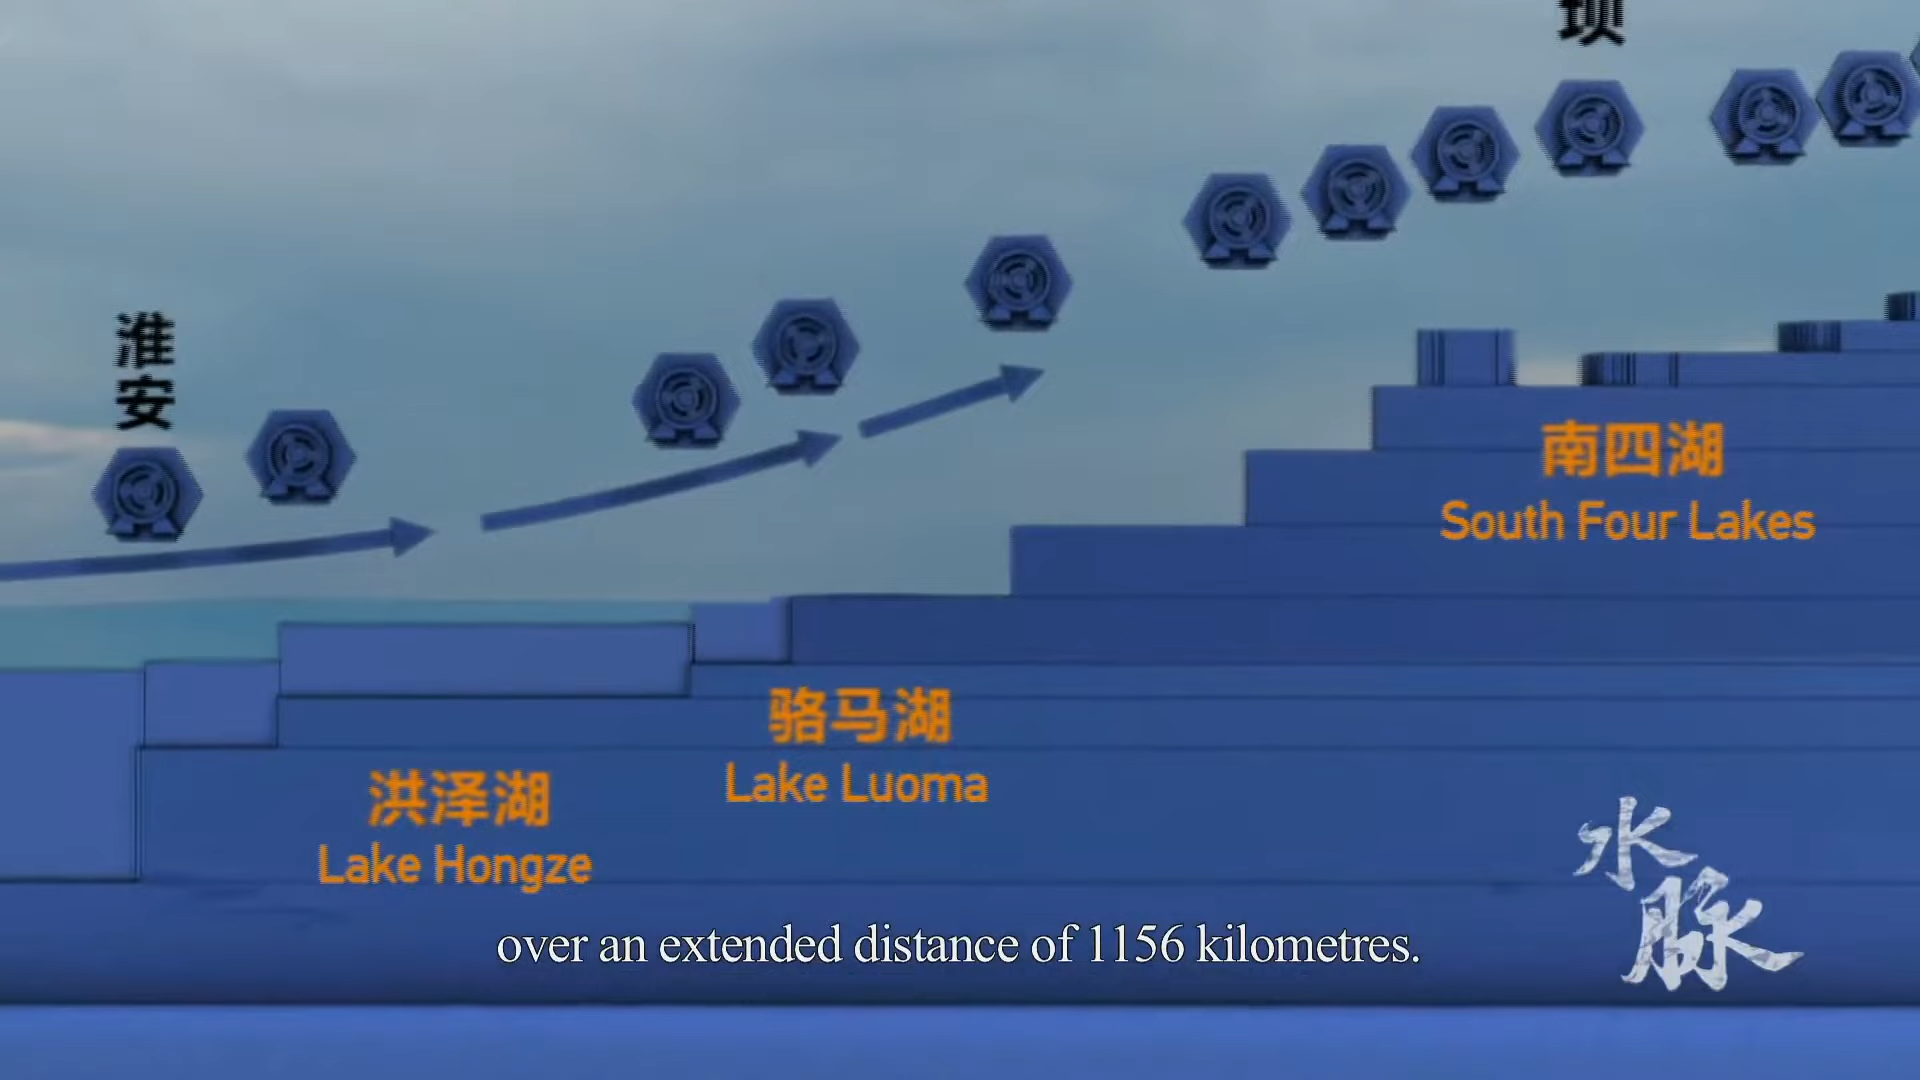 坝
淮安
南四湖
South Four Lakes
骆马湖
Lake Luoma
洪泽湖
Lake Hongze
水脉
over an extended distance of 1156 kilometres.